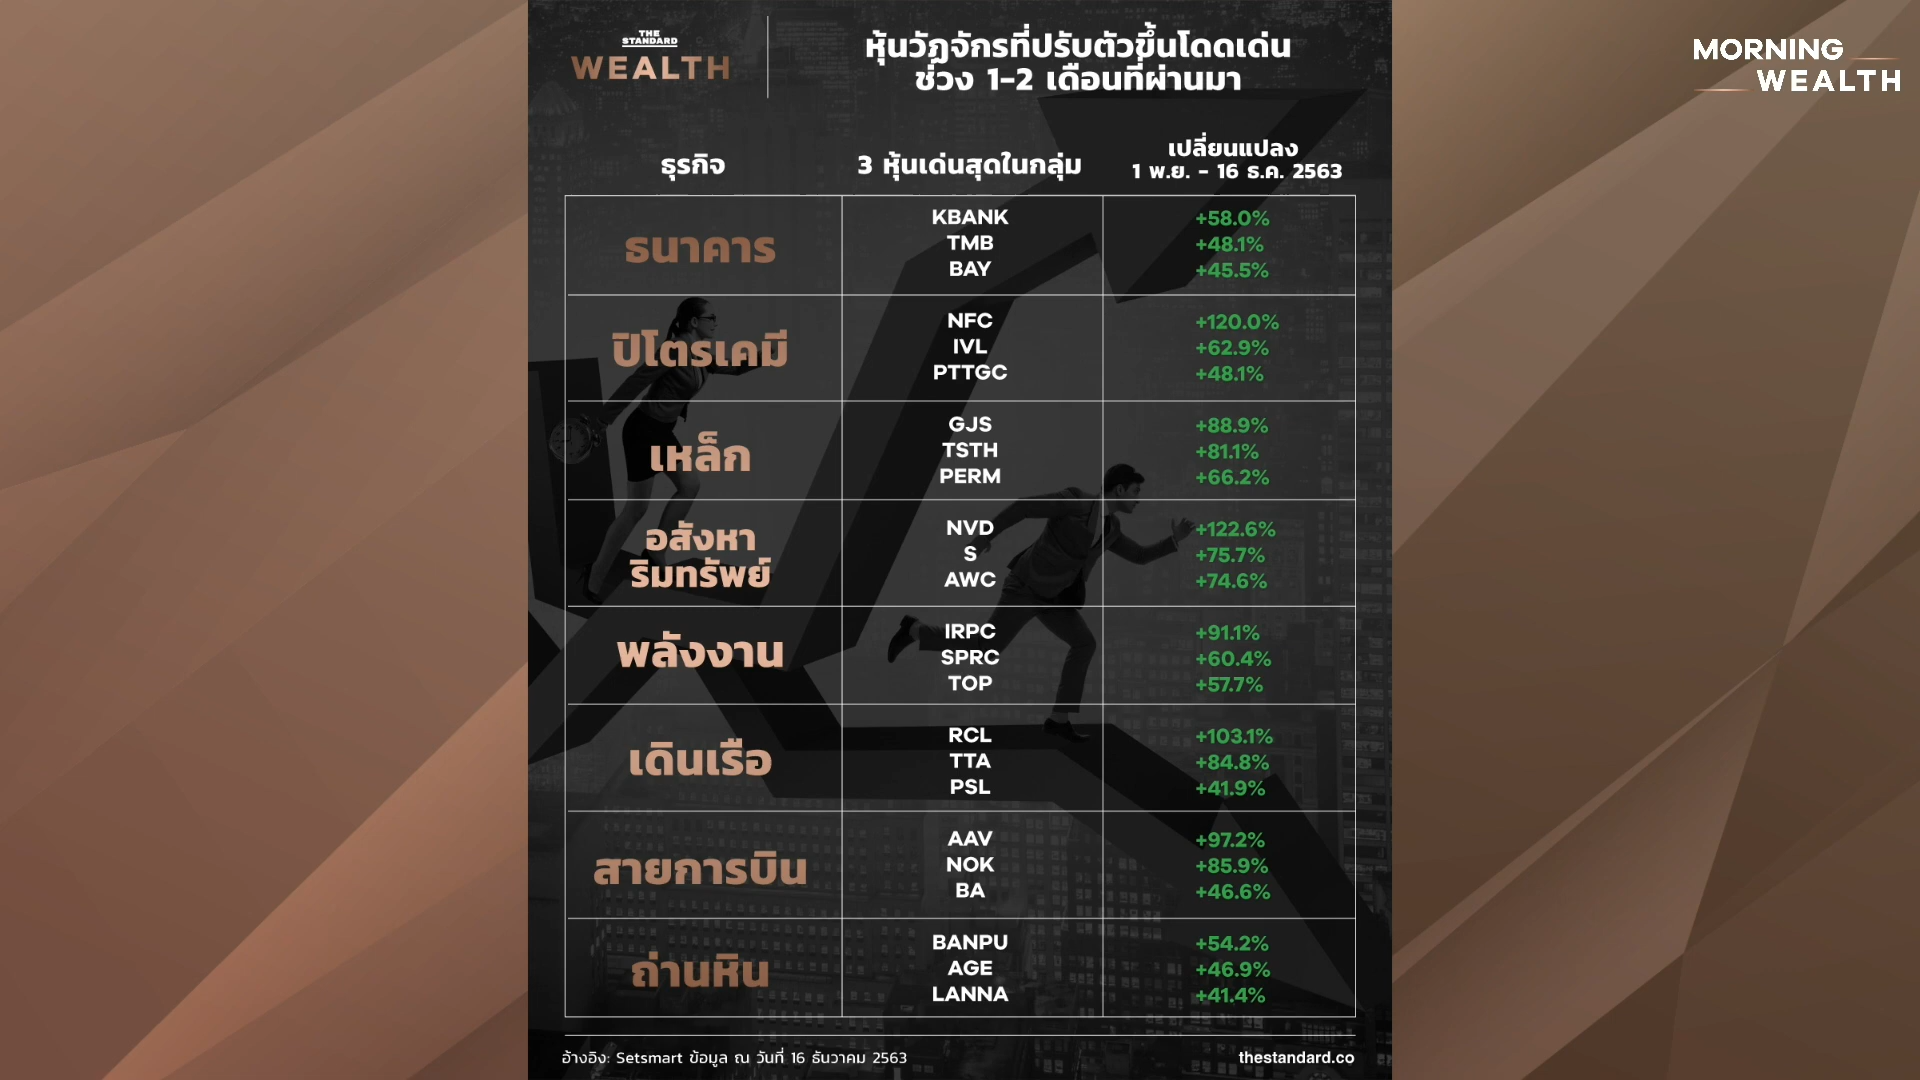 THE
STANDARD
WEALTH
หุ้นวัฏจักรที่ปรับตัวขึ้นโดดเด่น
ช่วง 1-2 เดือนที่ผ่านมา
MORNING
WEALTH
ธุรกิจ
3 หุ้นเด่นสุดในกลุ่ม
เปลี่ยนแปลง
1 พ.ย. - 16 ธ.ค. 2563
ธนาคาร
KBANK +58.0%
TMB +48.1%
BAY +45.5%
ปิโตรเคมี
NFC +120.0%
IVL +62.9%
PTTGC +48.1%
เหล็ก
GJS +88.9%
TSTH +81.1%
PERM +66.2%
อสังหา
ริมทรัพย์
NVD +122.6%
S +75.7%
AWC +74.6%
พลังงาน
IRPC +91.1%
SPRC +60.4%
TOP +57.7%
เดินเรือ
RCL +103.1%
TTA +84.8%
PSL +41.9%
สายการบิน
AAV +97.2%
NOK +85.9%
BA +46.6%
ถ่านหิน
BANPU +54.2%
AGE +46.9%
LANNA +41.4%
อ้างอิง: Setsmart ข้อมูล ณ วันที่ 16 ธันวาคม 2563
thestandard.co